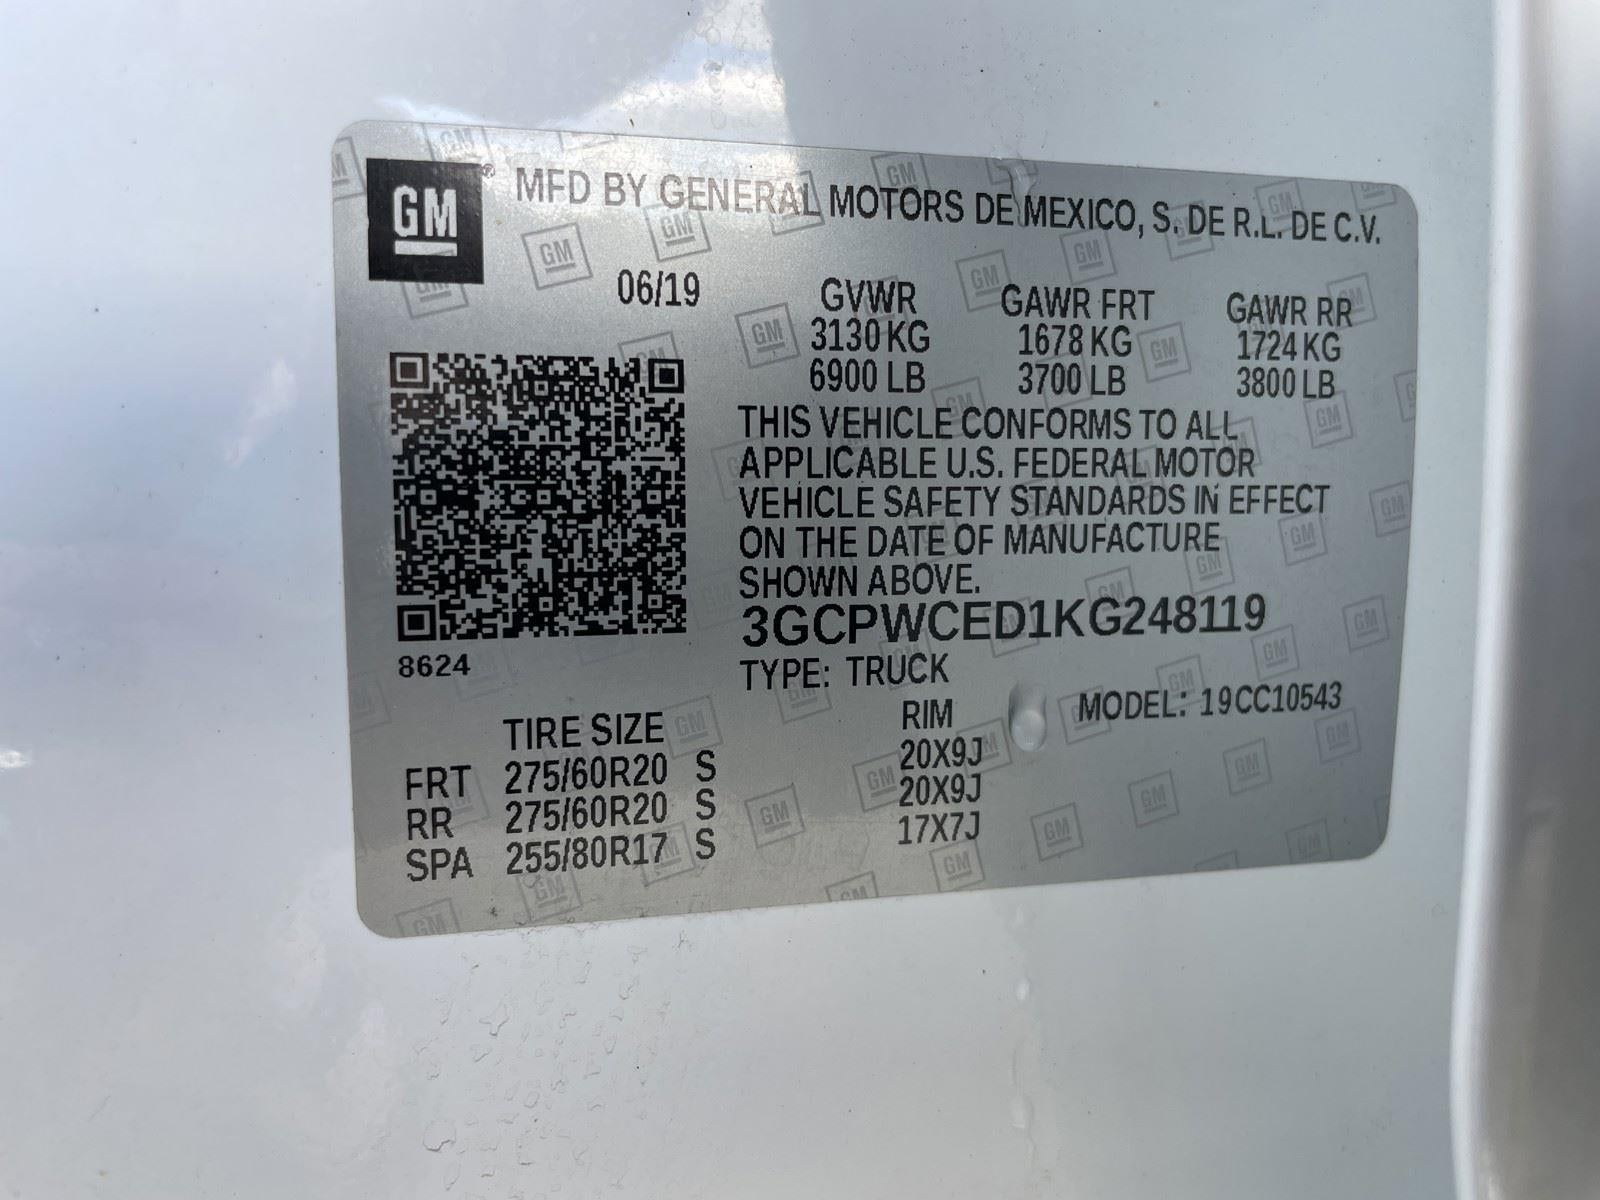 GM® MFD BY GENERAL MOTORS DE MEXICO, S. DE R.L. DE C.V.
06/19
GVWR GAWR FRT GAWR RR
3130 KG 1678 KG 1724 KG
6900 LB 3700 LB 3800 LB
THIS VEHICLE CONFORMS TO ALL
APPLICABLE U.S. FEDERAL MOTOR
VEHICLE SAFETY STANDARDS IN EFFECT
ON THE DATE OF MANUFACTURE
SHOWN ABOVE.
3GCPWCED1KG248119
8624
TYPE: TRUCK
MODEL: 19CC10543
TIRE SIZE RIM
FRT 275/60R20 S 20X9J
RR 275/60R20 S 20X9J
SPA 255/80R17 S 17X7J